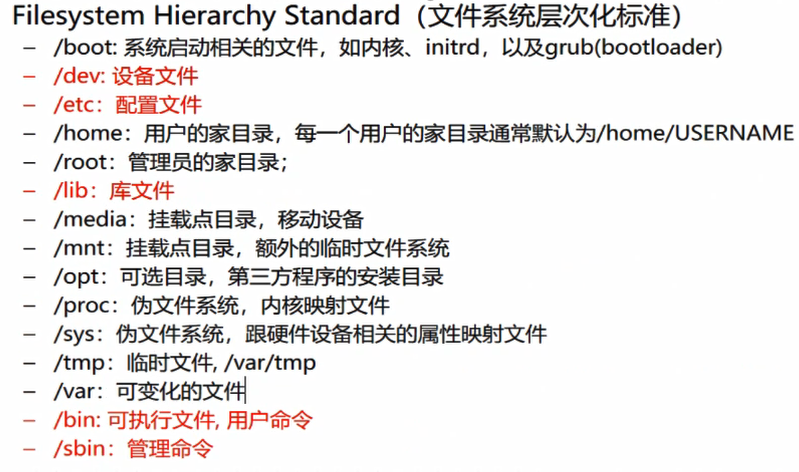 Filesystem Hierarchy Standard（文件系统层次化标准）
– /boot: 系统启动相关的文件，如内核、initrd，以及grub(bootloader)
– /dev: 设备文件
– /etc：配置文件
– /home：用户的家目录，每一个用户的家目录通常默认为/home/USERNAME
– /root：管理员的家目录；
– /lib：库文件
– /media：挂载点目录，移动设备
– /mnt：挂载点目录，额外的临时文件系统
– /opt：可选目录，第三方程序的安装目录
– /proc：伪文件系统，内核映射文件
– /sys：伪文件系统，跟硬件设备相关的属性映射文件
– /tmp：临时文件, /var/tmp
– /var：可变化的文件
– /bin: 可执行文件, 用户命令
– /sbin：管理命令